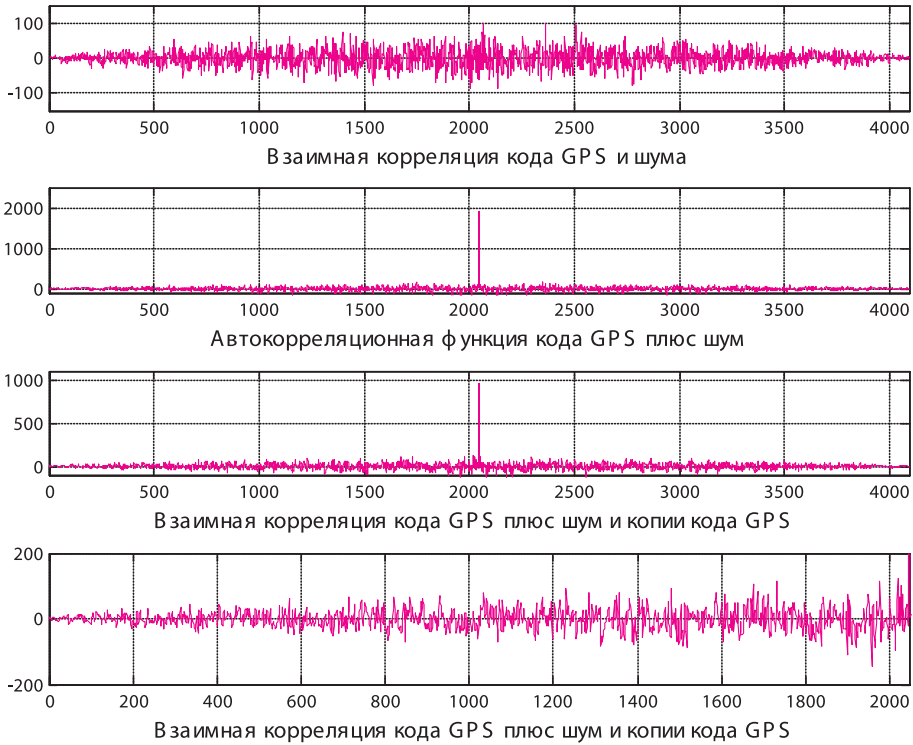 100
0
-100
0 500 1000 1500 2000 2500 3000 3500 4000
Взаимная корреляция кода GPS и шума
2000
1000
0
0 500 1000 1500 2000 2500 3000 3500 4000
Автокорреляционная функция кода GPS плюс шум
1000
500
0
0 500 1000 1500 2000 2500 3000 3500 4000
Взаимная корреляция кода GPS плюс шум и копии кода GPS
200
0
-200
0 200 400 600 800 1000 1200 1400 1600 1800 2000
Взаимная корреляция кода GPS плюс шум и копии кода GPS